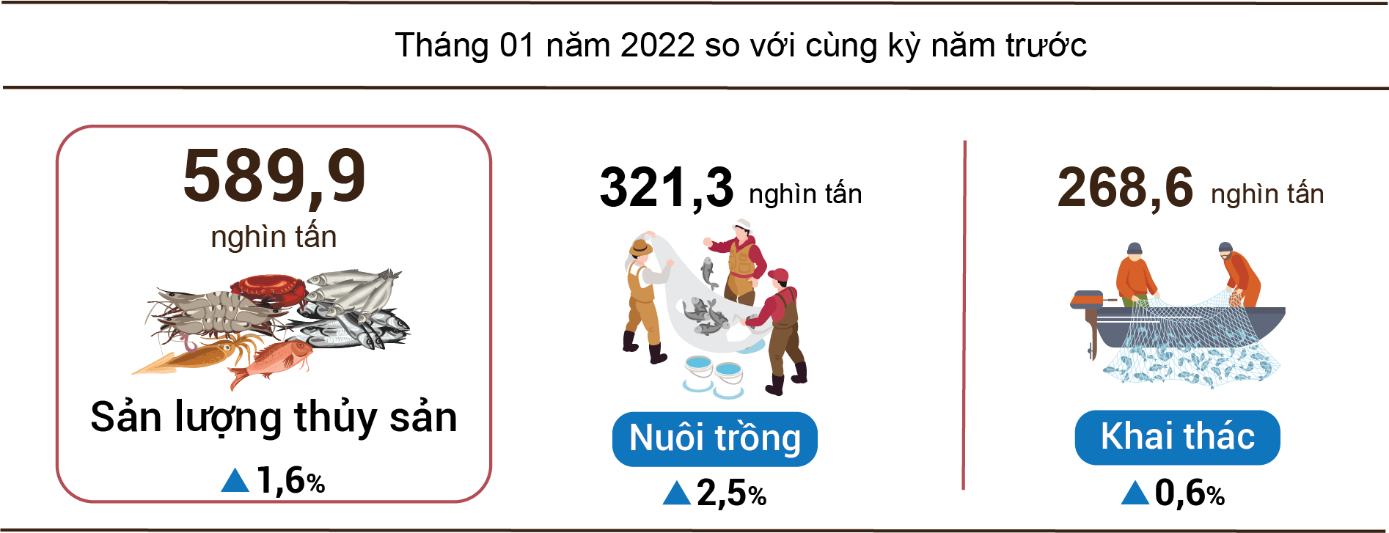 Tháng 01 năm 2022 so với cùng kỳ năm trước
589,9
nghìn tấn
Sản lượng thủy sản
▲ 1,6%
321,3 nghìn tấn
Nuôi trồng
▲ 2,5%
268,6 nghìn tấn
Khai thác
▲ 0,6%